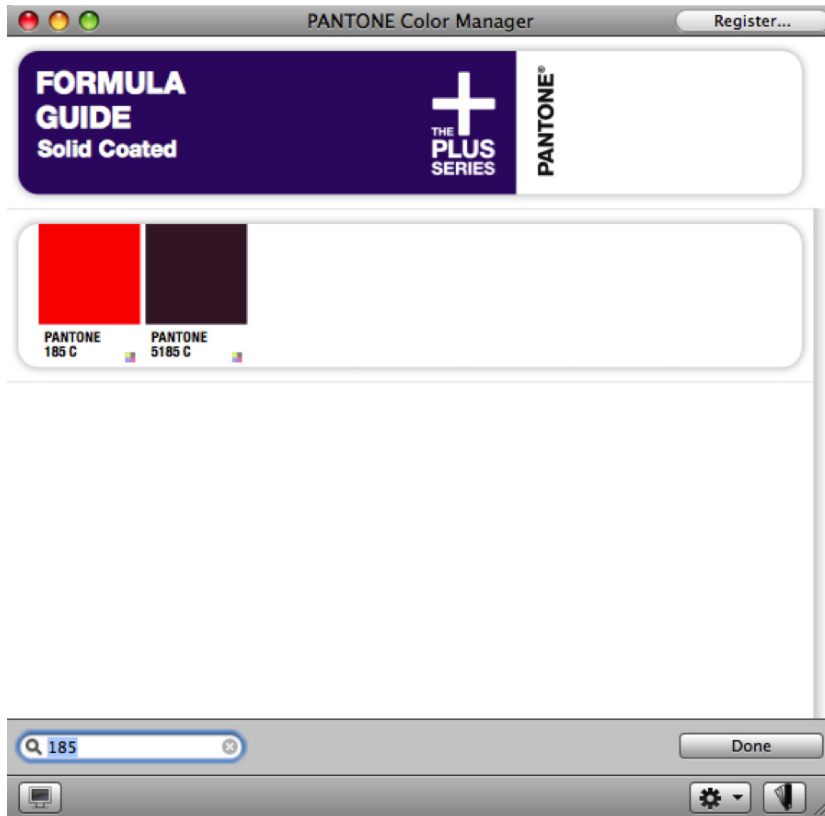 PANTONE Color Manager
Register...
FORMULA
GUIDE
Solid Coated
THE
PLUS
SERIES
PANTONE®
PANTONE
185 C
PANTONE
5185 C
185
Done